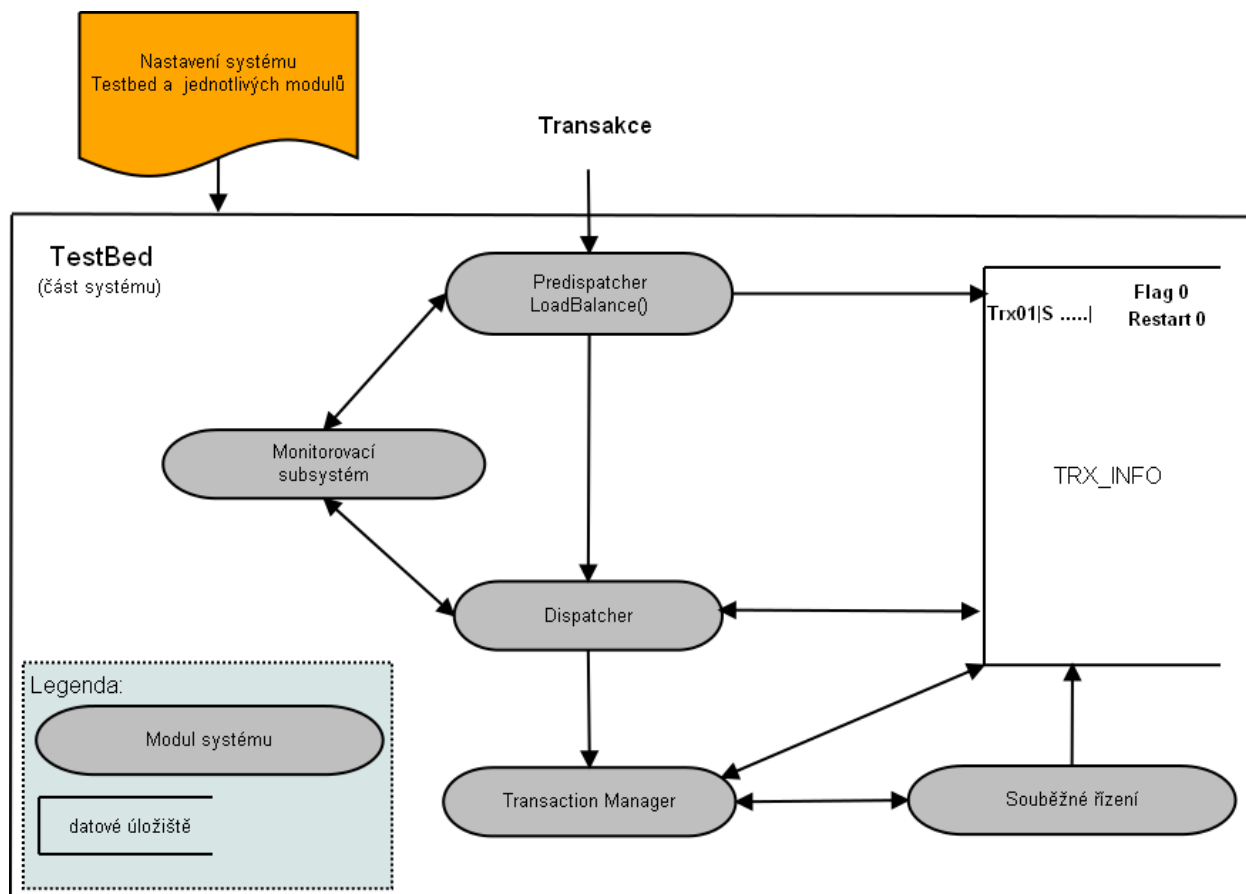 Nastavení systému
Testbed a jednotlivých modulů
Transakce
TestBed
(část systému)
Predispatcher
LoadBalance()
Flag 0
Trx01|S .....|
Restart 0
Monitorovací
subsystém
TRX_INFO
Dispatcher
Legenda:
Modul systému
Transaction Manager
Souběžné řízení
datové úložiště